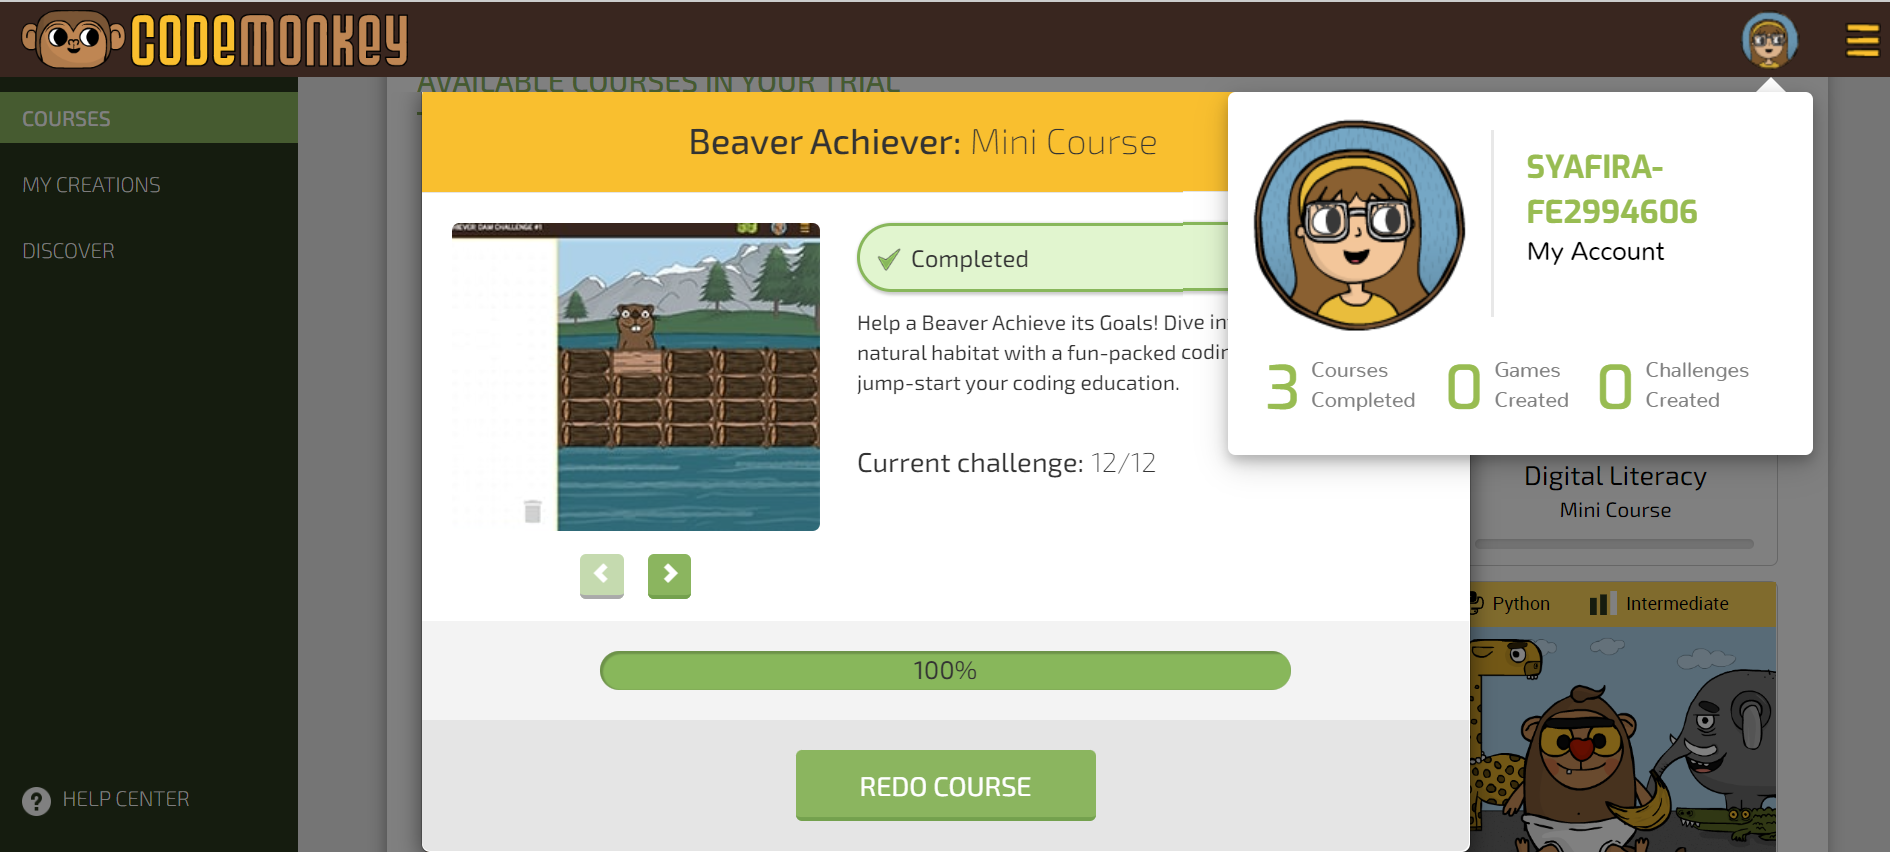 CODEMONKEY
COURSES
MY CREATIONS
DISCOVER
HELP CENTER
AVAILABLE COURSES IN YOUR TRIAL
Beaver Achiever: Mini Course
DAM CHALLENGE #1
Completed
Help a Beaver Achieve its Goals! Dive
natural habitat with a fun-packed
jump-start your coding education.
Current challenge: 12/12
100%
REDO COURSE
SYAFIRA-
FE2994606
My Account
3 Courses Completed
0 Games Created
0 Challenges Created
Digital Literacy
Mini Course
Python
Intermediate